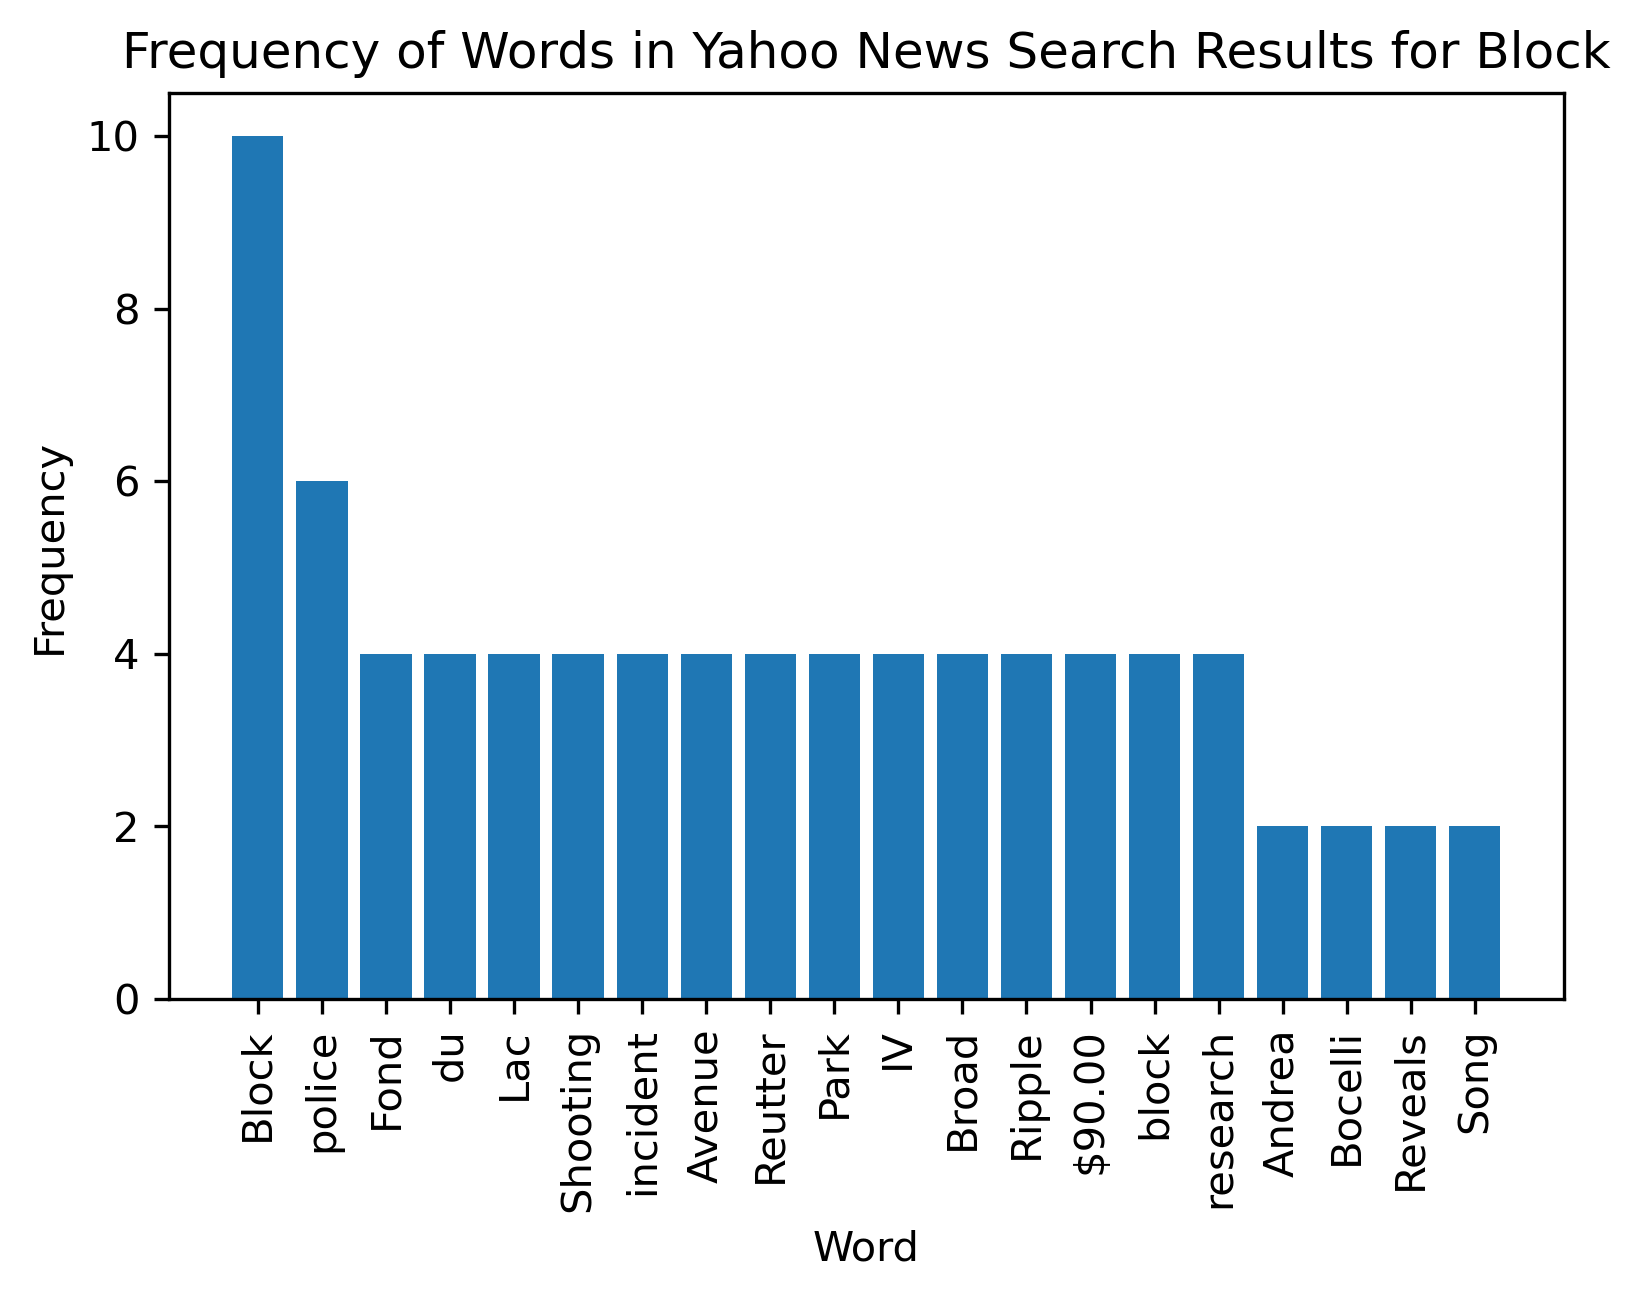 Frequency of Words in Yahoo News Search Results for Block
Frequency
10
8
6
4
2
0
Block
police
Fond
du
Lac
Shooting
incident
Avenue
Reutter
Park
IV
Broad
Ripple
$90.00
block
research
Andrea
Bocelli
Reveals
Song
Word